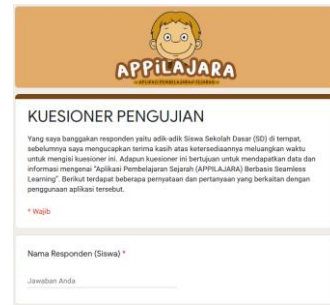 APPILAJARA
APLIKASI PEMBELAJARAN SEJARAH
KUESIONER PENGUJIAN
Yang saya banggakan responden yaitu adik-adik Siswa Sekolah Dasar (SD) di tempat,
sebelumnya saya mengucapkan terima kasih atas ketersediaannya meluangkan waktu
untuk mengisi kuesioner ini. Adapun kuesioner ini bertujuan untuk mendapatkan data dan
informasi mengenai "Aplikasi Pembelajaran Sejarah (APPILAJARA) Berbasis Seamless
Learning". Berikut terdapat beberapa pernyataan dan pertanyaan yang berkaitan dengan
penggunaan aplikasi tersebut.
* Wajib
Nama Responden (Siswa) *
Jawaban Anda